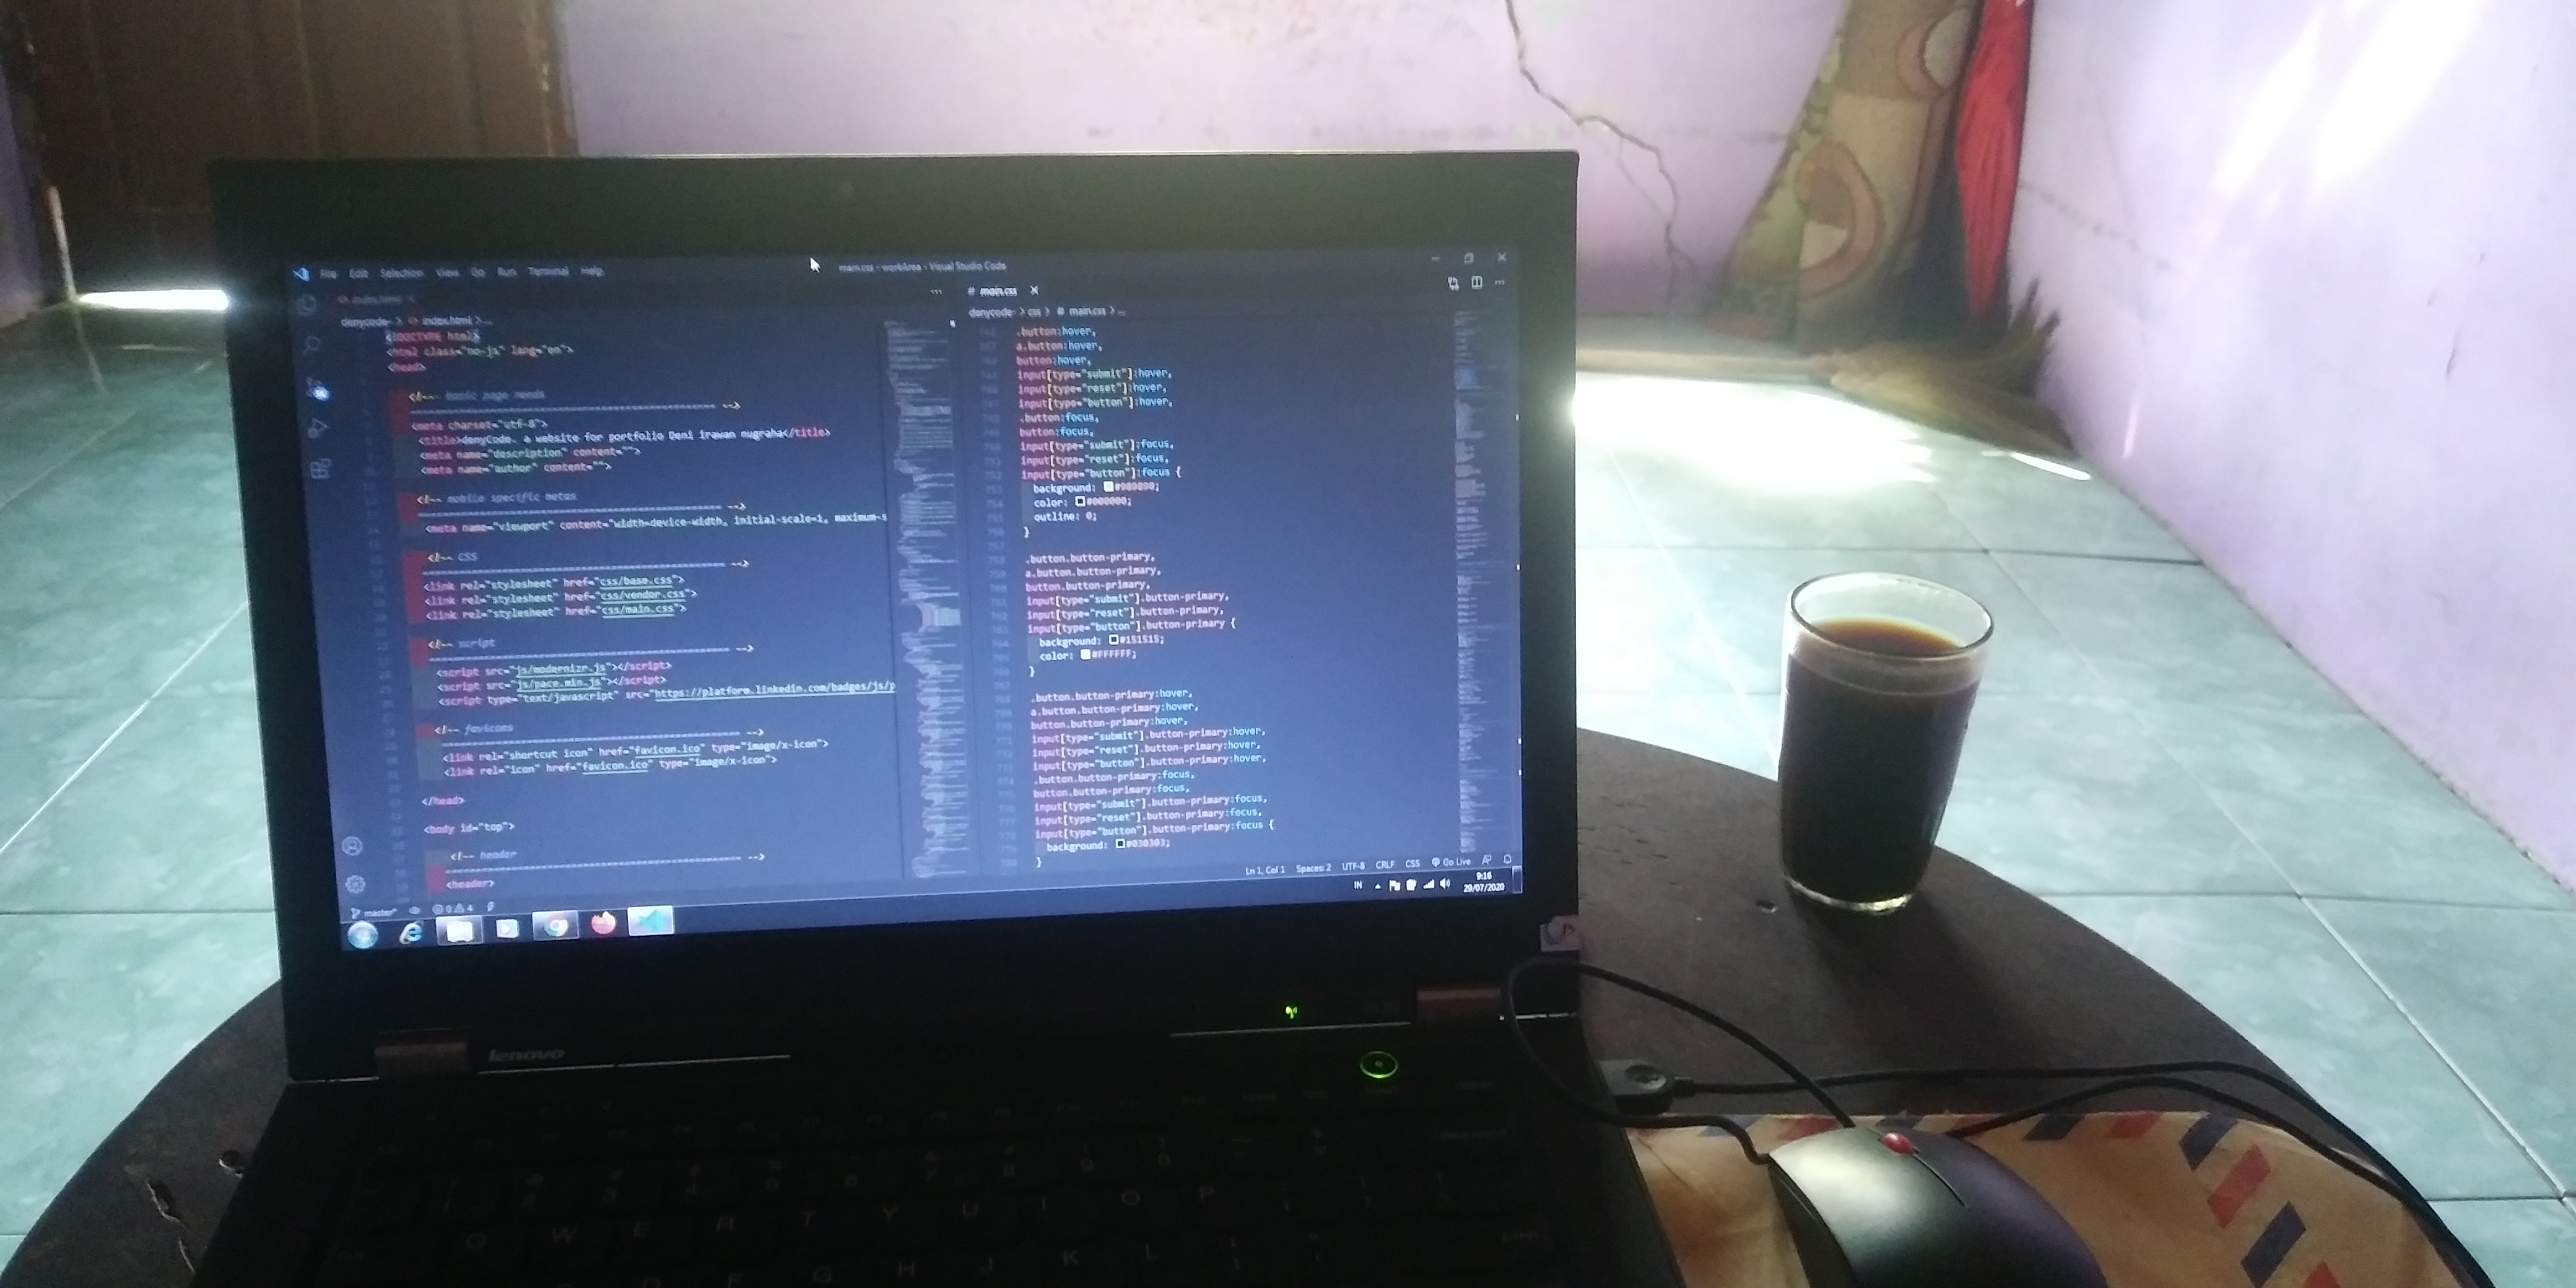 File Edit Selection View Go Run Terminal Help
main.css - workArea - Visual Studio Code
index.html
denycode- > index.html > ...
<!DOCTYPE html>
<html class="no-js" lang="en">
<head>
<!-- basic page needs
-->
<meta charset="utf-8">
<title>denyCode. a website for portfolio Deni irawan nugraha</title>
<meta name="description" content="">
<meta name="author" content="">
<!-- mobile specific metas
-->
<meta name="viewport" content="width=device-width, initial-scale=1, maximum-s
<!-- CSS
-->
<link rel="stylesheet" href="css/base.css">
<link rel="stylesheet" href="css/vendor.css">
<link rel="stylesheet" href="css/main.css">
<!-- script
-->
<script src="js/modernizr.js"></script>
<script src="js/pace.min.js"></script>
<script type="text/javascript" src="https://platform.linkedin.com/badges/js/p
<!-- favicons
-->
<link rel="shortcut icon" href="favicon.ico" type="image/x-icon">
<link rel="icon" href="favicon.ico" type="image/x-icon">
</head>
<body id="top">
<!-- header
-->
<header>
# main.css
denycode- > css > # main.css > ...
.button:hover,
a.button:hover,
button:hover,
input[type="submit"]:hover,
input[type="reset"]:hover,
input[type="button"]:hover,
.button:focus,
button:focus,
input[type="submit"]:focus,
input[type="reset"]:focus,
input[type="button"]:focus {
background: #989898;
color: #000000;
outline: 0;
}
.button.button-primary,
a.button.button-primary,
button.button-primary,
input[type="submit"].button-primary,
input[type="reset"].button-primary,
input[type="button"].button-primary {
background: #151515;
color: #FFFFFF;
}
.button.button-primary:hover,
a.button.button-primary:hover,
button.button-primary:hover,
input[type="submit"].button-primary:hover,
input[type="reset"].button-primary:hover,
input[type="button"].button-primary:hover,
.button.button-primary:focus,
button.button-primary:focus,
input[type="submit"].button-primary:focus,
input[type="reset"].button-primary:focus,
input[type="button"].button-primary:focus {
background: #030303;
}
master* 0 4
Ln 1, Col 1 Spaces: 2 UTF-8 CRLF CSS Go Live
IN
9:16
29/07/2020
lenovo
W E R T Y U I O P
F G H J K L